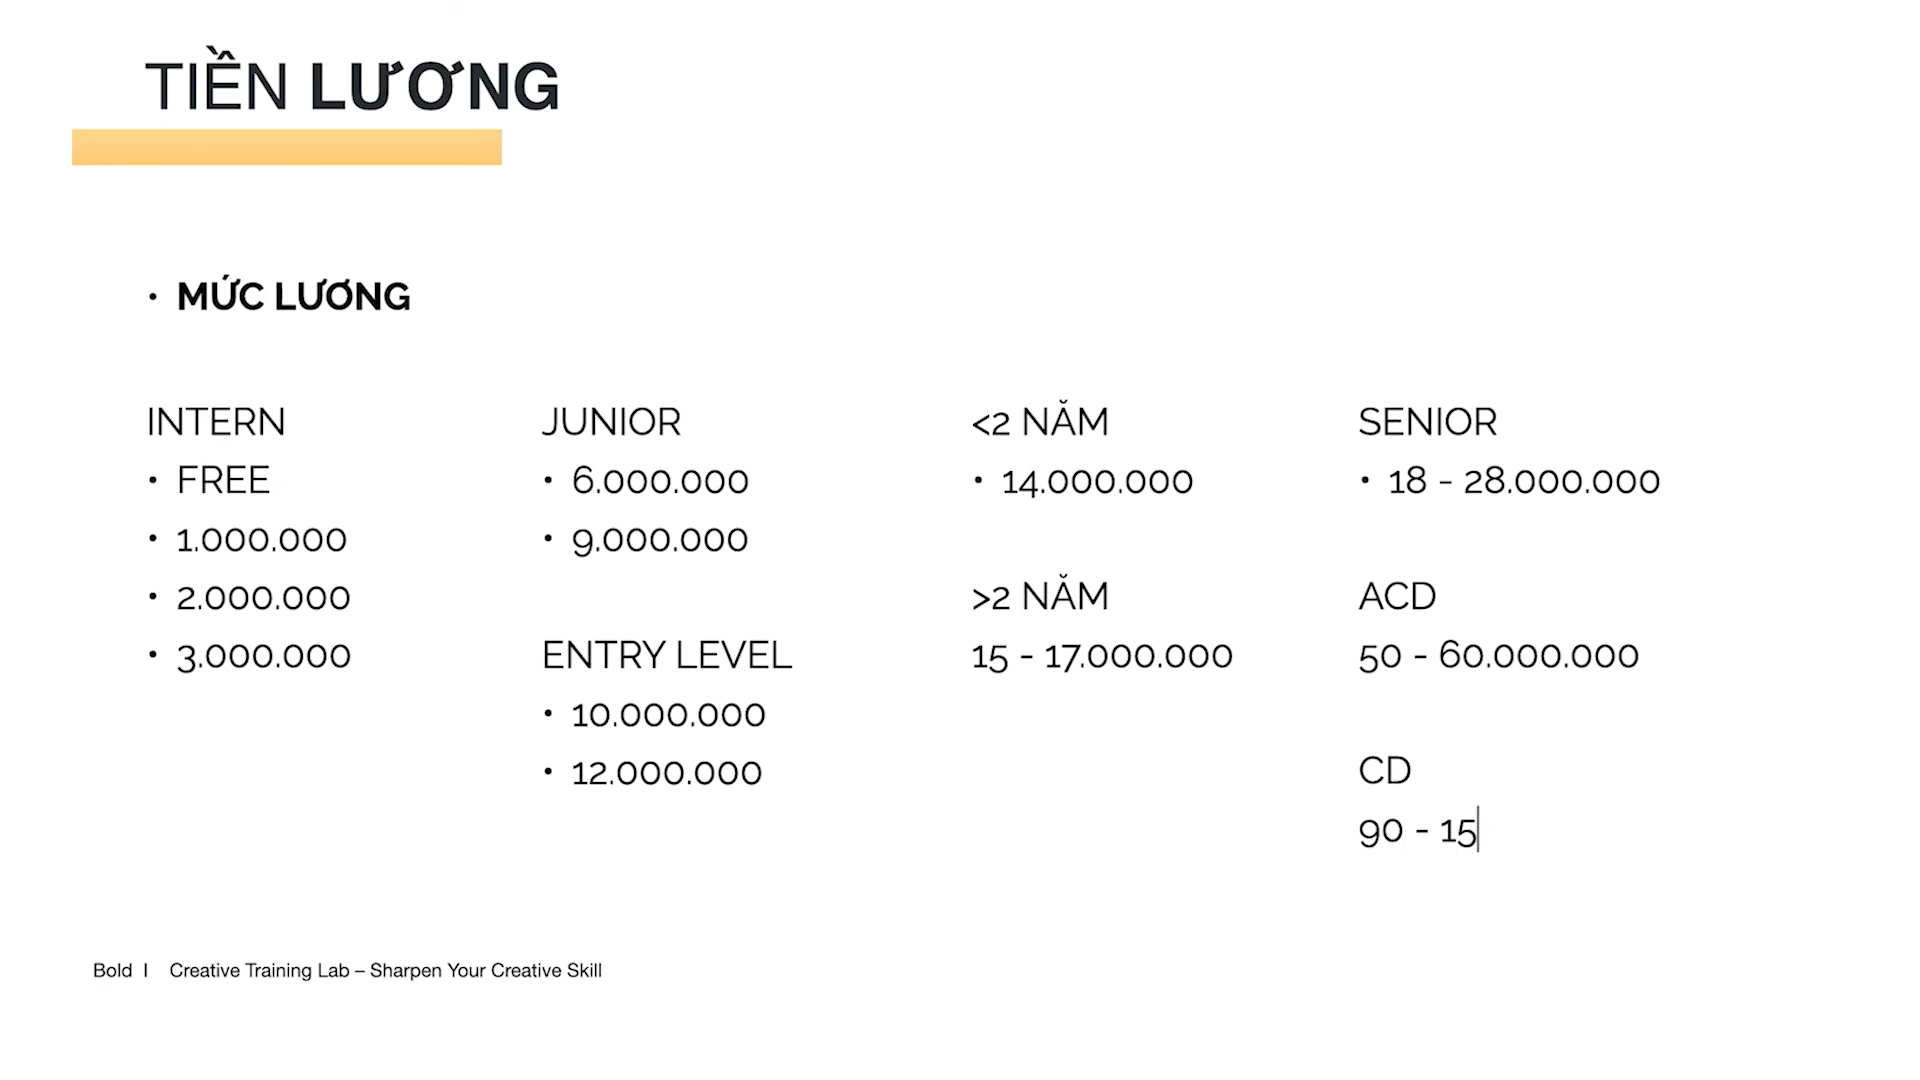 TIỀN LƯƠNG
• MỨC LƯƠNG
INTERN
• FREE
• 1.000.000
• 2.000.000
• 3.000.000
JUNIOR
• 6.000.000
• 9.000.000
ENTRY LEVEL
• 10.000.000
• 12.000.000
<2 NĂM
• 14.000.000
>2 NĂM
15 - 17.000.000
SENIOR
• 18 - 28.000.000
ACD
50 - 60.000.000
CD
90 - 15
Bold I Creative Training Lab – Sharpen Your Creative Skill